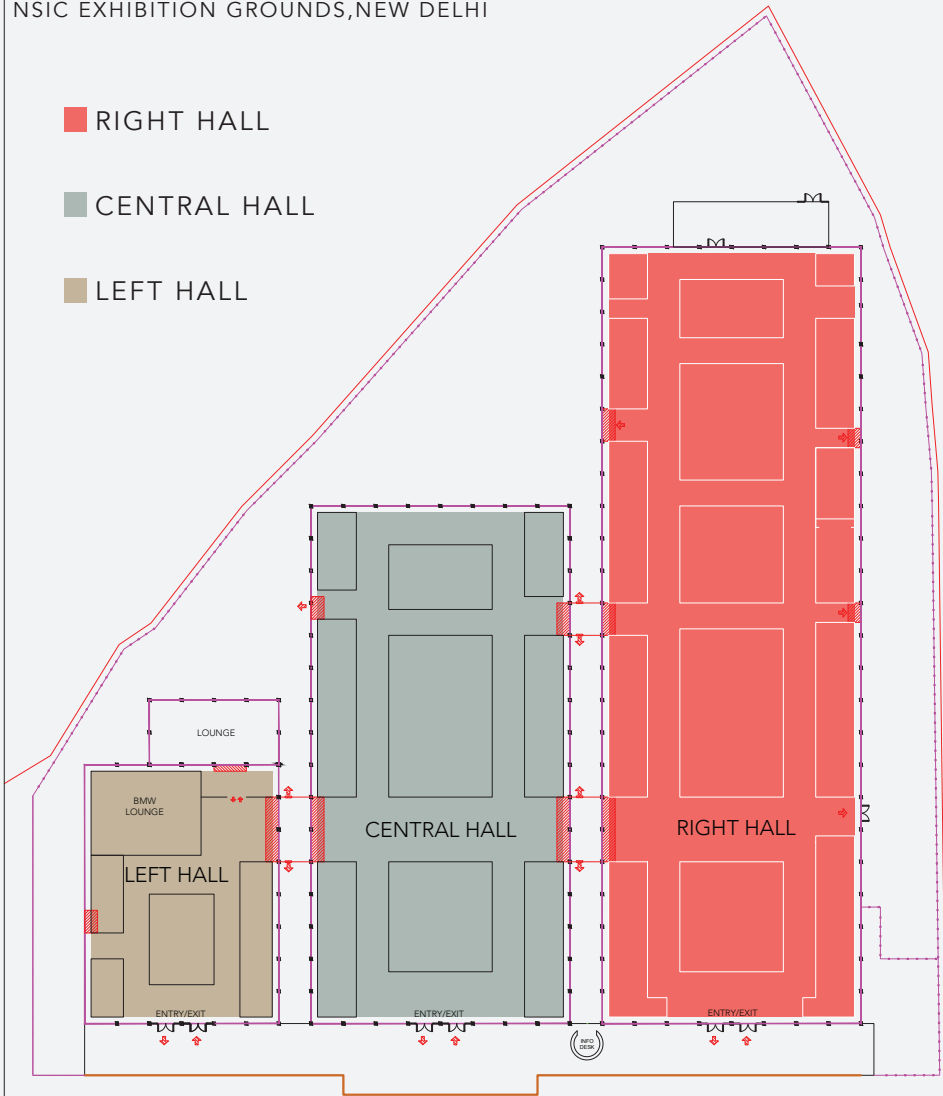 NSIC EXHIBITION GROUNDS,NEW DELHI
RIGHT HALL
CENTRAL HALL
LEFT HALL
LOUNGE
BMW
LOUNGE
CENTRAL HALL
RIGHT HALL
LEFT HALL
ENTRY/EXIT
ENTRY/EXIT
ENTRY/EXIT
INFO
DESK